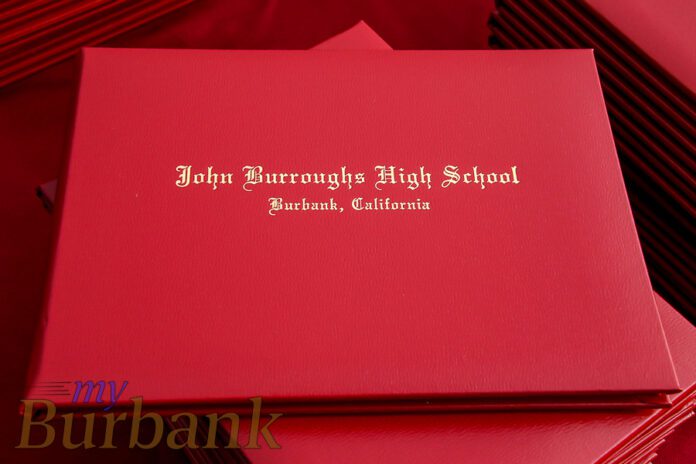 John Burroughs High School
Burbank, California
my
Burbank